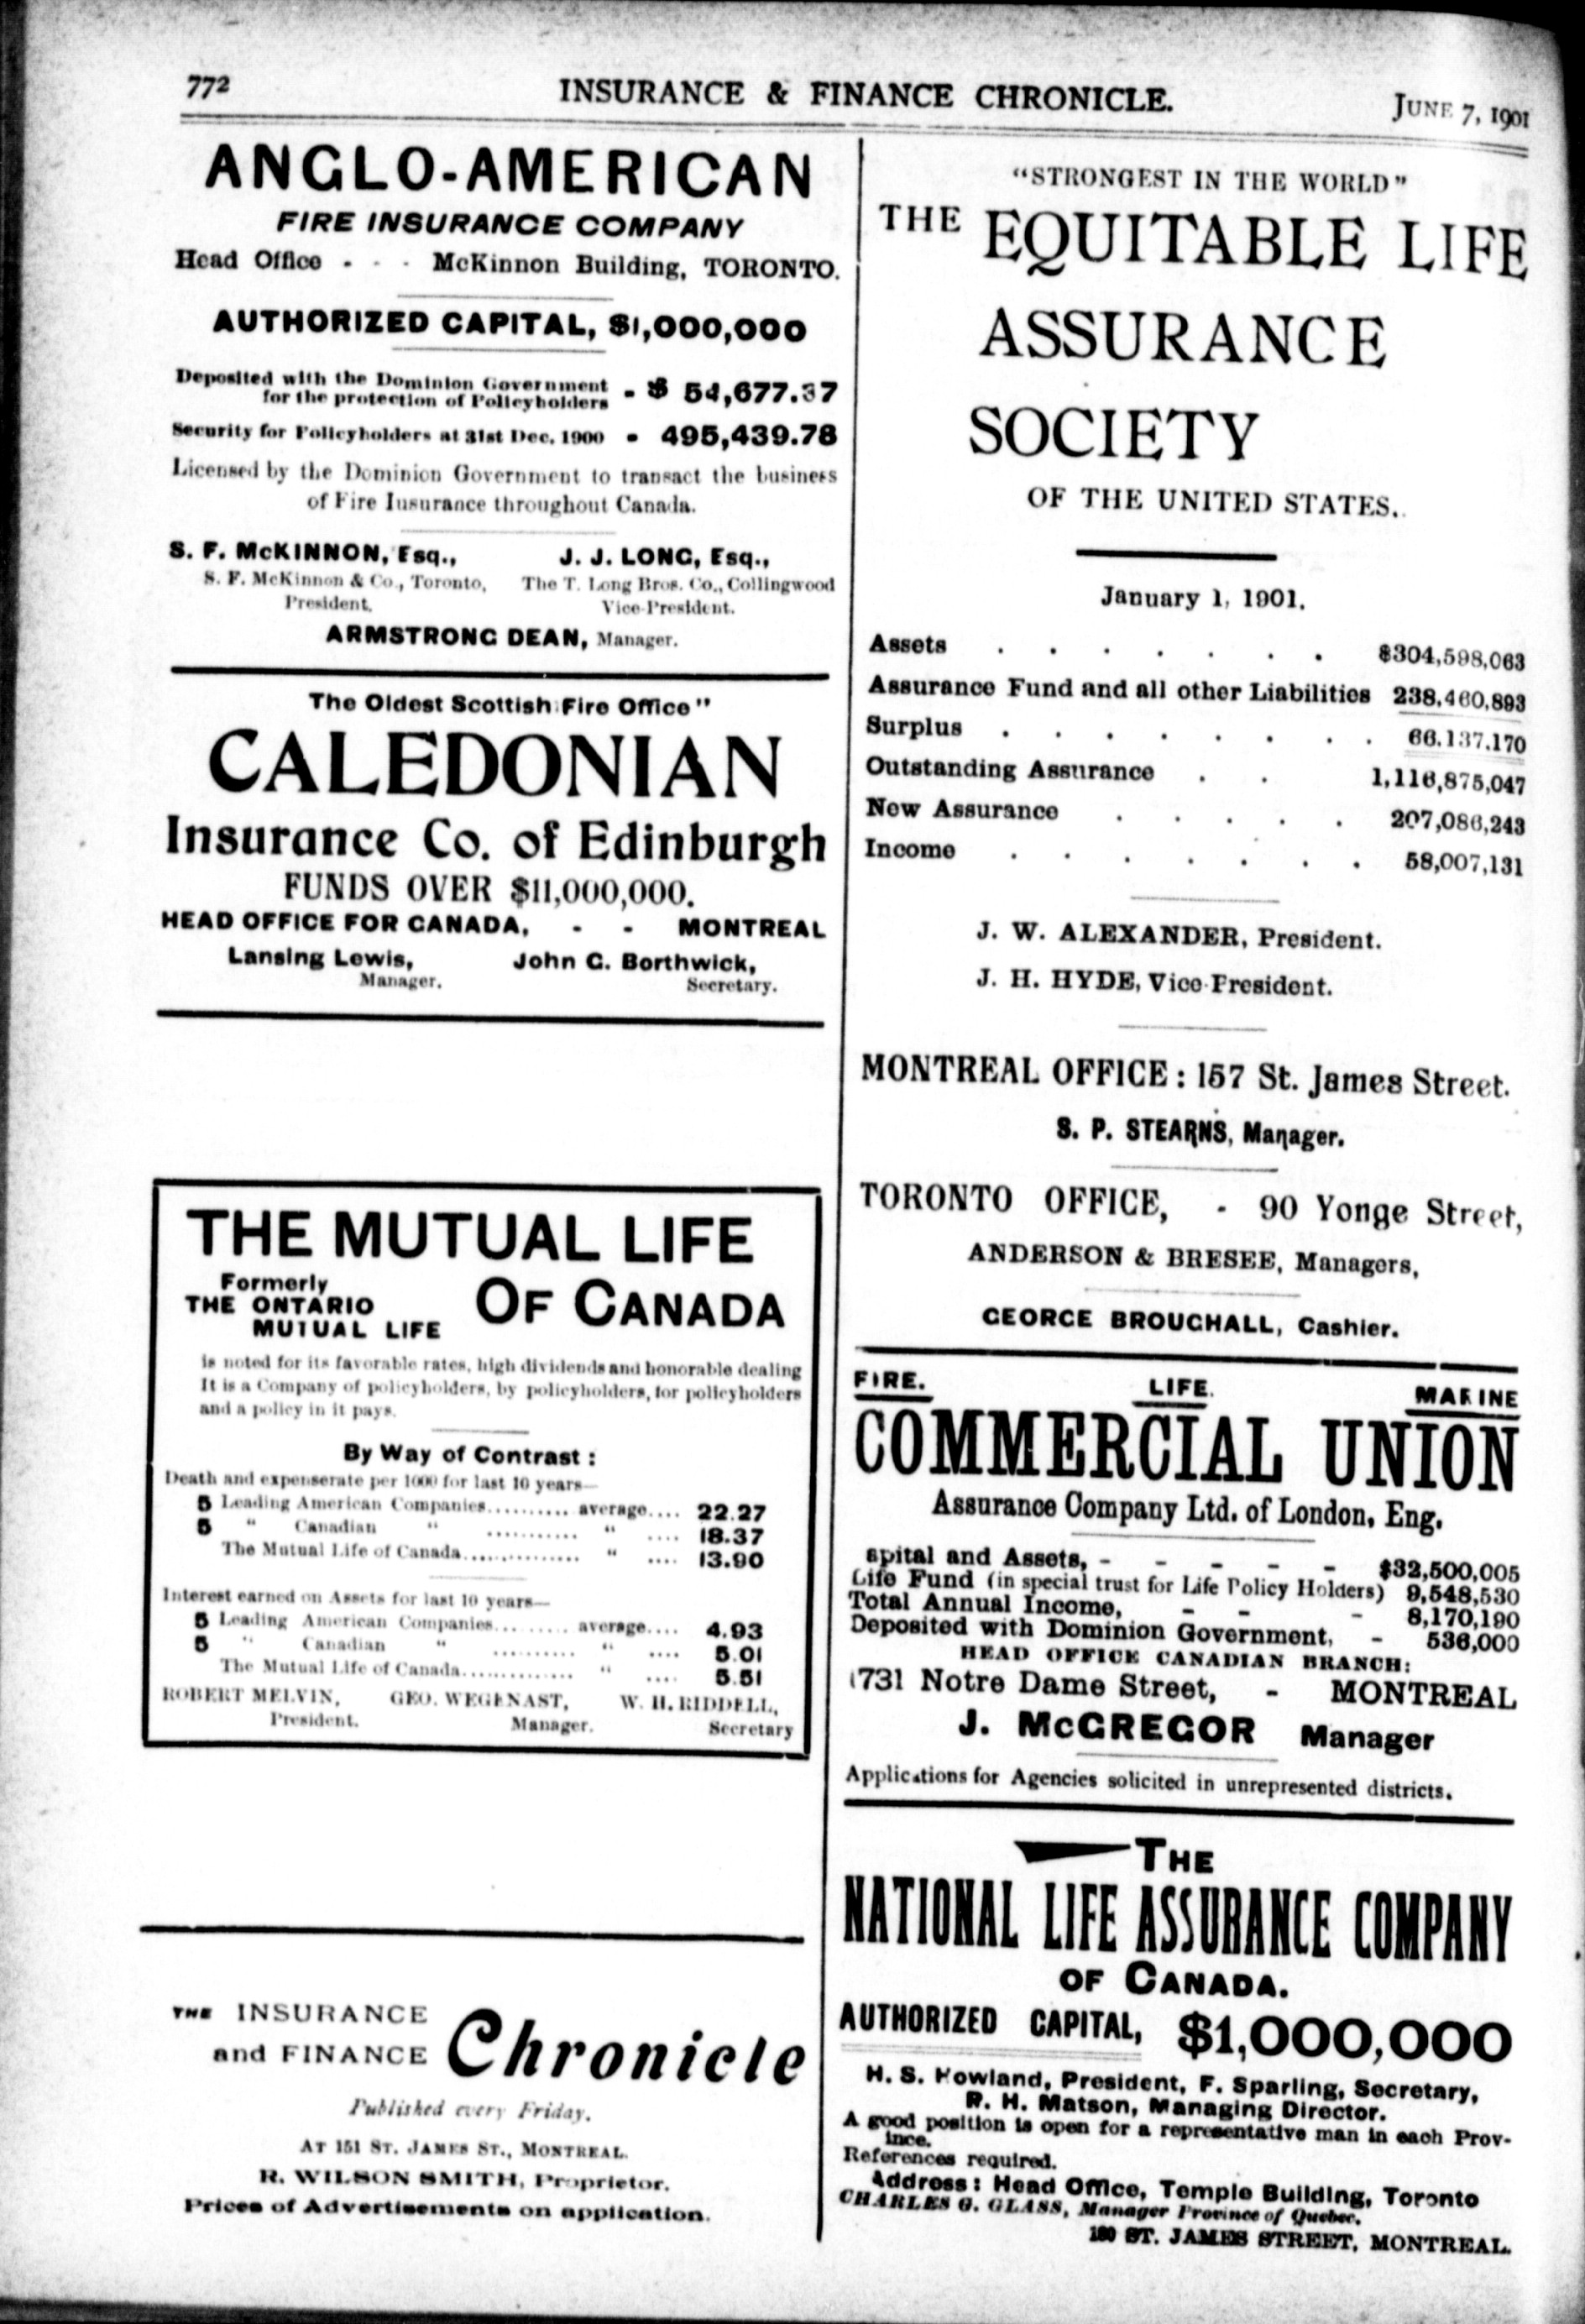 772
INSURANCE & FINANCE CHRONICLE.
JUNE 7, 1901
ANGLO-AMERICAN
FIRE INSURANCE COMPANY
Head Office - - - McKinnon Building, TORONTO.
AUTHORIZED CAPITAL, $1,000,000
Deposited with the Dominion Government
for the protection of Policyholders - $ 54,677.37
Security for Policyholders at 31st Dec. 1900 - 495,439.78
Licensed by the Dominion Government to transact the business
of Fire Insurance throughout Canada.
S. F. McKINNON, Esq., J. J. LONG, Esq.,
S. F. McKinnon & Co., Toronto, The T. Long Bros. Co., Collingwood
President. Vice-President.
ARMSTRONG DEAN, Manager.
The Oldest Scottish Fire Office"
CALEDONIAN
Insurance Co. of Edinburgh
FUNDS OVER $11,000,000.
HEAD OFFICE FOR CANADA, - - MONTREAL
Lansing Lewis, John G. Borthwick,
Manager. Secretary.
THE MUTUAL LIFE
Formerly
THE ONTARIO
MUTUAL LIFE
OF CANADA
is noted for its favorable rates, high dividends and honorable dealing
It is a Company of policyholders, by policyholders, for policyholders
and a policy in it pays.
By Way of Contrast :
Death and expenserate per 1000 for last 10 years—
5 Leading American Companies.......... average.... 22.27
5 " Canadian " ........... " .... 18.37
The Mutual Life of Canada.............. " .... 13.90
Interest earned on Assets for last 10 years—
5 Leading American Companies......... average.... 4.93
5 " Canadian " .......... " .... 5.01
The Mutual Life of Canada............. " .... 5.51
ROBERT MELVIN, GEO. WEGENAST, W. H. RIDDELL,
President. Manager. Secretary
THE INSURANCE
and FINANCE
Chronicle
Published every Friday.
AT 151 ST. JAMES ST., MONTREAL.
R. WILSON SMITH, Proprietor.
Prices of Advertisements on application.
"STRONGEST IN THE WORLD"
THE EQUITABLE LIFE
ASSURANCE
SOCIETY
OF THE UNITED STATES.
January 1, 1901.
Assets . . . . . . . $304,598,063
Assurance Fund and all other Liabilities 238,460,893
Surplus . . . . . . . . 66,137,170
Outstanding Assurance . . 1,116,875,047
New Assurance . . . . . 207,086,243
Income . . . . . . . 58,007,131
J. W. ALEXANDER, President.
J. H. HYDE, Vice-President.
MONTREAL OFFICE : 157 St. James Street.
S. P. STEARNS, Manager.
TORONTO OFFICE, - 90 Yonge Street,
ANDERSON & BRESEE, Managers,
GEORGE BROUGHALL, Cashier.
FIRE. LIFE. MARINE
COMMERCIAL UNION
Assurance Company Ltd. of London, Eng.
apital and Assets, - - - - - $32,500,005
Life Fund (in special trust for Life Policy Holders) 9,548,530
Total Annual Income, - - - 8,170,190
Deposited with Dominion Government, - 536,000
HEAD OFFICE CANADIAN BRANCH:
1731 Notre Dame Street, - MONTREAL
J. McGREGOR Manager
Applications for Agencies solicited in unrepresented districts.
THE
NATIONAL LIFE ASSURANCE COMPANY
OF CANADA.
AUTHORIZED CAPITAL, $1,000,000
H. S. Howland, President, F. Sparling, Secretary,
R. H. Matson, Managing Director.
A good position is open for a representative man in each Prov-
ince.
References required.
Address: Head Office, Temple Building, Toronto
CHARLES G. GLASS, Manager Province of Quebec.
180 ST. JAMES STREET, MONTREAL.